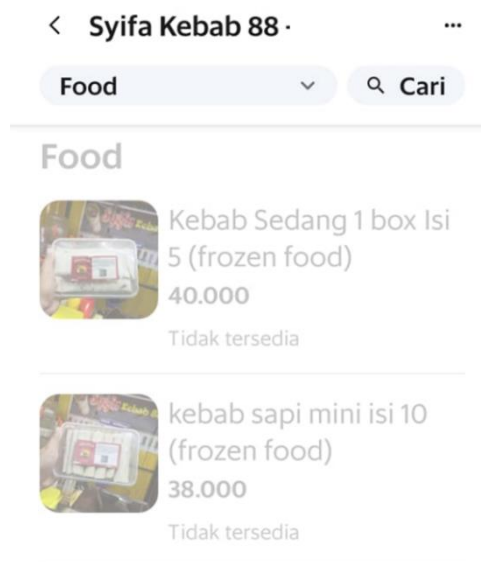 Syifa Kebab 88 ·
Food
Cari
Food
Kebab Sedang 1 box Isi
5 (frozen food)
40.000
Tidak tersedia
kebab sapi mini isi 10
(frozen food)
38.000
Tidak tersedia